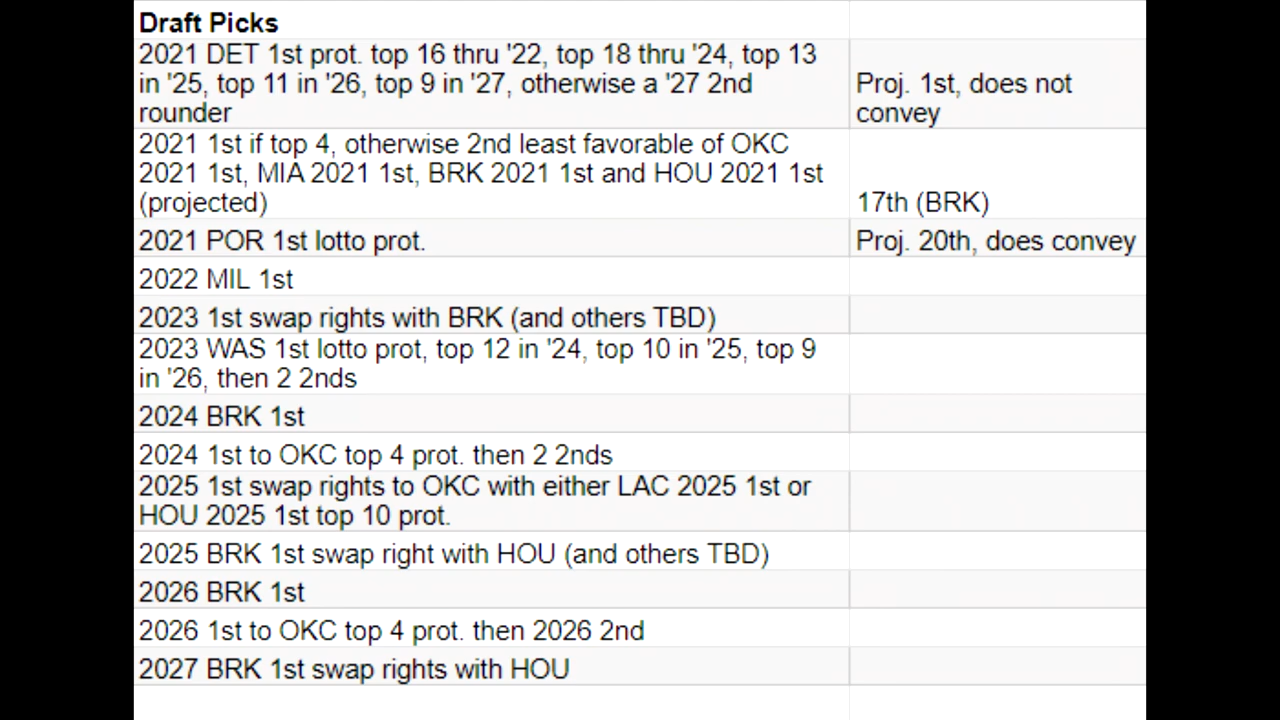 Draft Picks
2021 DET 1st prot. top 16 thru '22, top 18 thru '24, top 13
in '25, top 11 in '26, top 9 in '27, otherwise a '27 2nd
rounder
Proj. 1st, does not
convey
2021 1st if top 4, otherwise 2nd least favorable of OKC
2021 1st, MIA 2021 1st, BRK 2021 1st and HOU 2021 1st
(projected)
17th (BRK)
2021 POR 1st lotto prot.
Proj. 20th, does convey
2022 MIL 1st
2023 1st swap rights with BRK (and others TBD)
2023 WAS 1st lotto prot, top 12 in '24, top 10 in '25, top 9
in '26, then 2 2nds
2024 BRK 1st
2024 1st to OKC top 4 prot. then 2 2nds
2025 1st swap rights to OKC with either LAC 2025 1st or
HOU 2025 1st top 10 prot.
2025 BRK 1st swap right with HOU (and others TBD)
2026 BRK 1st
2026 1st to OKC top 4 prot. then 2026 2nd
2027 BRK 1st swap rights with HOU